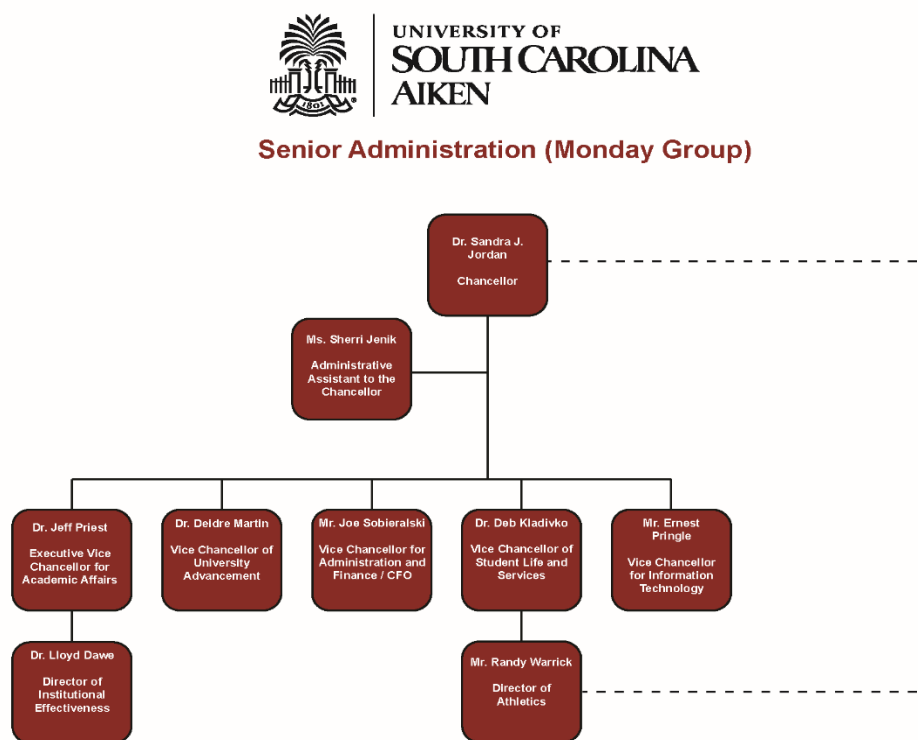 UNIVERSITY OF
SOUTH CAROLINA
AIKEN
1801
®
Senior Administration (Monday Group)
Dr. Sandra J.
Jordan
Chancellor
Ms. Sherri Jenik
Administrative
Assistant to the
Chancellor
Dr. Jeff Priest
Executive Vice
Chancellor for
Academic Affairs
Dr. Deidre Martin
Vice Chancellor of
University
Advancement
Mr. Joe Sobieralski
Vice Chancellor for
Administration and
Finance / CFO
Dr. Deb Kladivko
Vice Chancellor of
Student Life and
Services
Mr. Ernest
Pringle
Vice Chancellor
for Information
Technology
Dr. Lloyd Dawe
Director of
Institutional
Effectiveness
Mr. Randy Warrick
Director of
Athletics